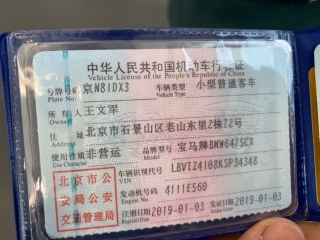 中华人民共和国机动车行驶证
Vehicle License of the People's Republic of China
号牌号码 京N8IDX3 车辆类型 小型普通客车
Plate No. Vehicle Type
所有人 王文军
Owner
住址 北京市石景山区老山东里2栋72号
Address
使用性质 非营运 品牌型号 宝马牌BMW6475CX
Use Character Model
北京市公 车辆识别代号 LBVTZ4108KSP34348
安局公安 VIN
交通管理局 发动机号码 4111E560
Engine No.
注册日期 2019-01-03 发证日期 2019-01-03
Register Date Issue Date